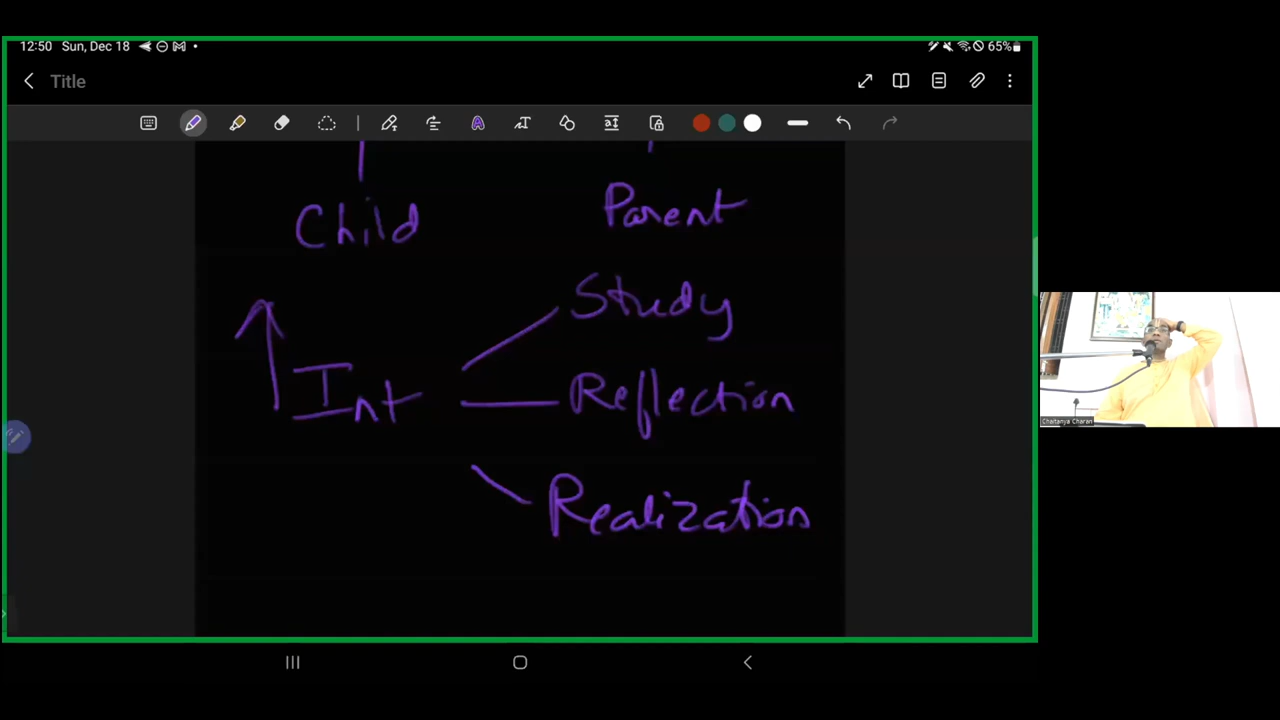 12:50 Sun, Dec 18
65%
Title
Child
Parent
Study
Int
Reflection
Realization
Chaitanya Charan